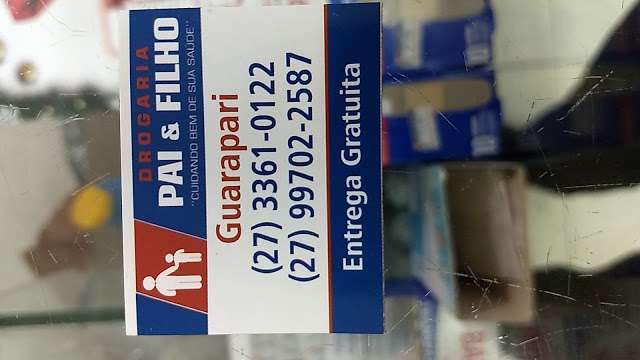 DROGARIA
PAI & FILHO
"CUIDANDO BEM DE SUA SAÚDE"
Guarapari
(27) 3361-0122
(27) 99702-2587
Entrega Gratuita